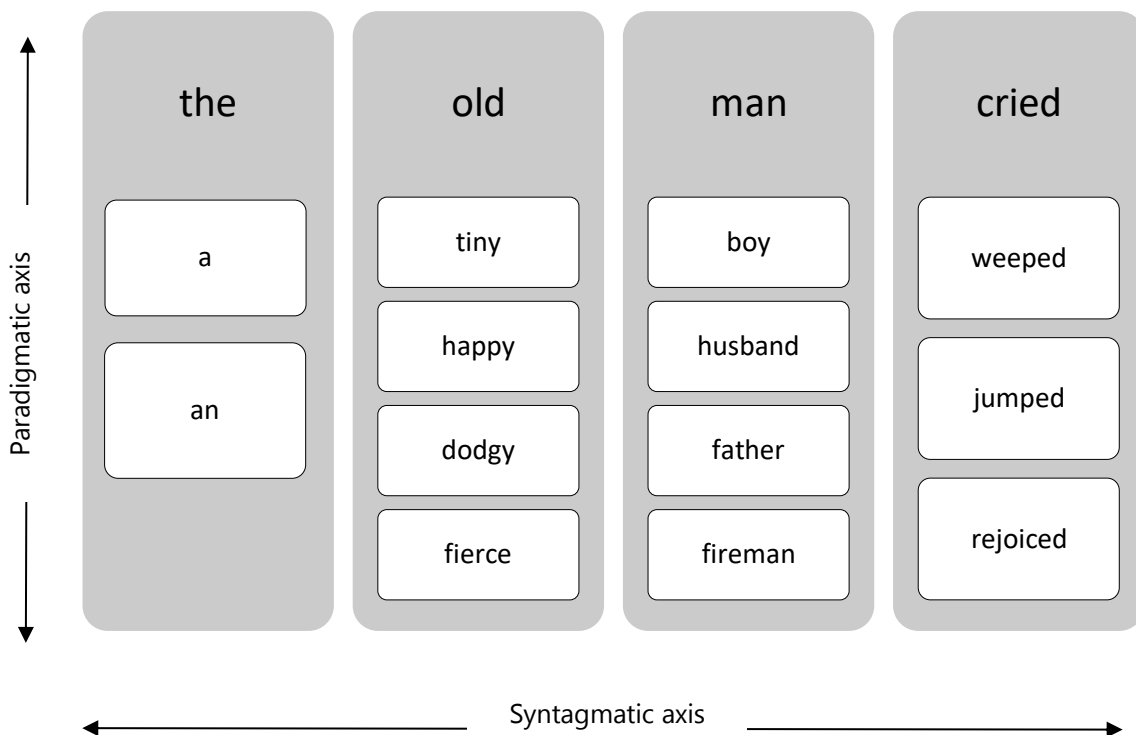 Paradigmatic axis
the
a
an
old
tiny
happy
dodgy
fierce
man
boy
husband
father
fireman
cried
weeped
jumped
rejoiced
Syntagmatic axis